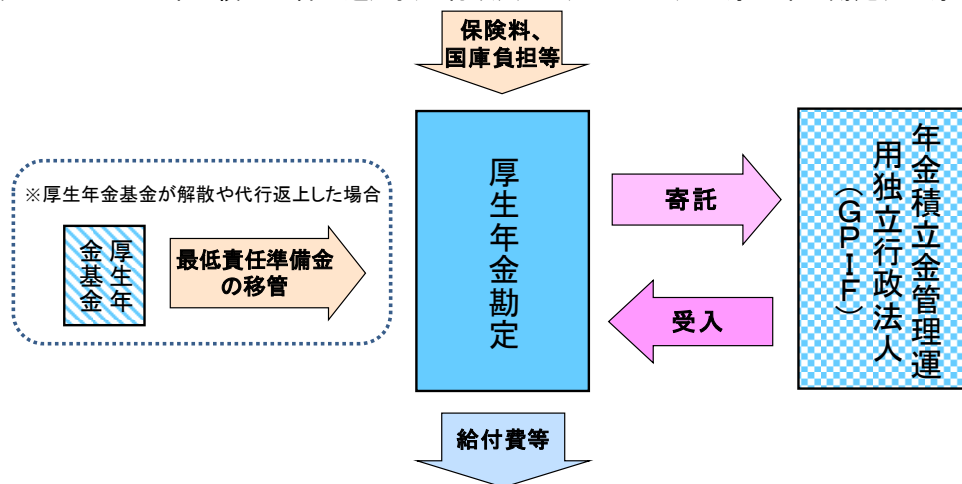 保険料、
国庫負担等
※厚生年金基金が解散や代行返上した場合
厚生年
金基金
最低責任準備金
の移管
厚生年金勘定
寄託
受入
年金積立金管理運
用独立行政法人
（ＧＰＩＦ）
給付費等